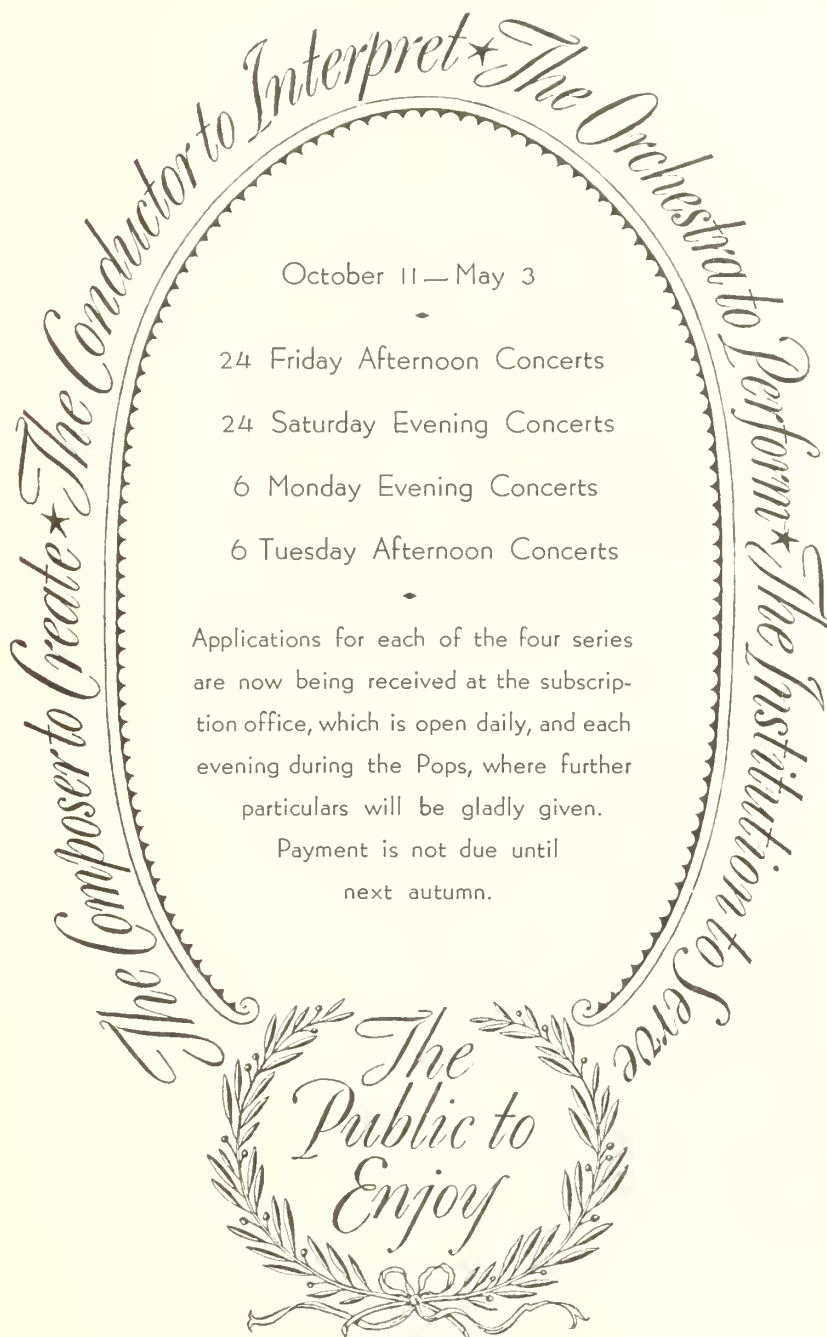 The Composer to Create ★ The Conductor to Interpret ★ The Orchestra to Perform ★ The Institution to Serve
October 11 — May 3
24 Friday Afternoon Concerts
24 Saturday Evening Concerts
6 Monday Evening Concerts
6 Tuesday Afternoon Concerts
Applications for each of the four series
are now being received at the subscrip-
tion office, which is open daily, and each
evening during the Pops, where further
particulars will be gladly given.
Payment is not due until
next autumn.
The
Public to
Enjoy